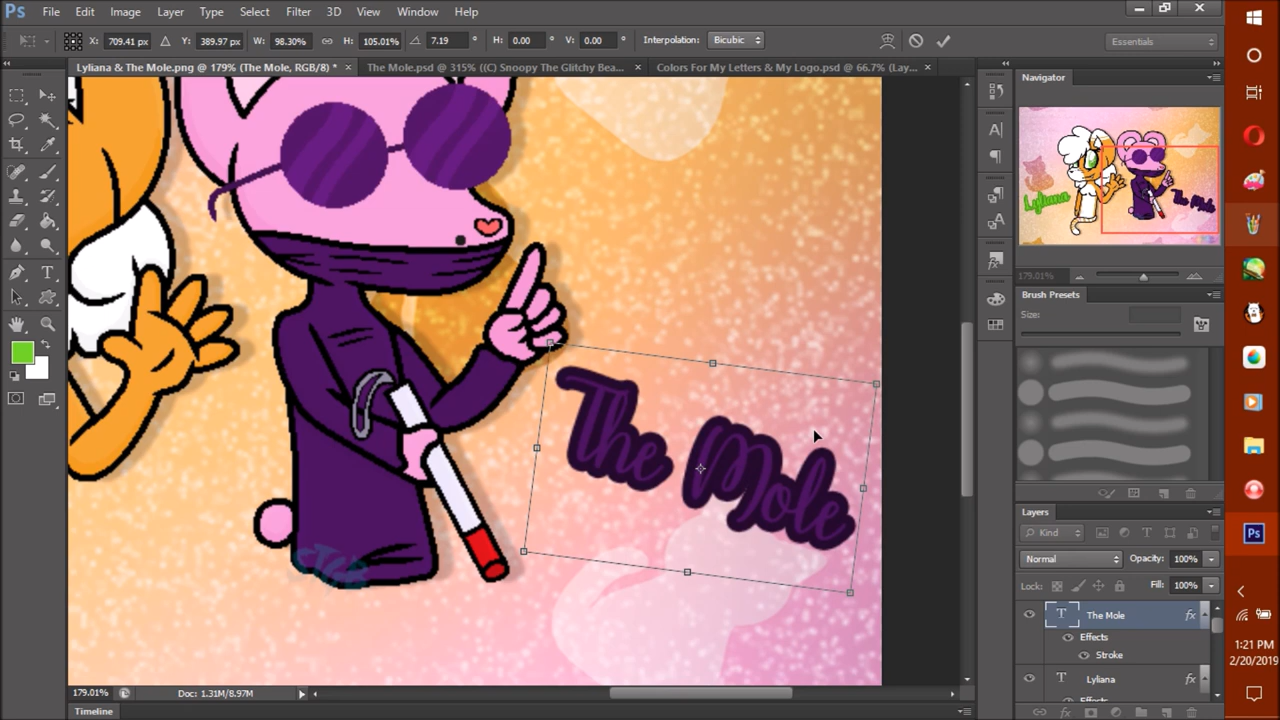 Ps File Edit Image Layer Type Select Filter 3D View Window Help
X: 709.41 px Y: 389.97 px W: 98.30% H: 105.01% 7.19 ° H: 0.00 ° V: 0.00 ° Interpolation: Bicubic Essentials
Lyliana & The Mole.png @ 179% (The Mole, RGB/8) * × The Mole.psd @ 315% ((C) Snoopy The Glitchy Bea... × Colors For My Letters & My Logo.psd @ 66.7% (Lay... ×
Navigator
Lyliana
The Mole
179.01%
Brush Presets
Size:
The Mole
Layers
Kind
Normal Opacity: 100%
Lock: Fill: 100%
T The Mole fx
Effects
Stroke
T Lyliana fx
Effects
179.01% Doc: 1.31M/8.97M
Timeline
Ps
1:21 PM
2/20/2019